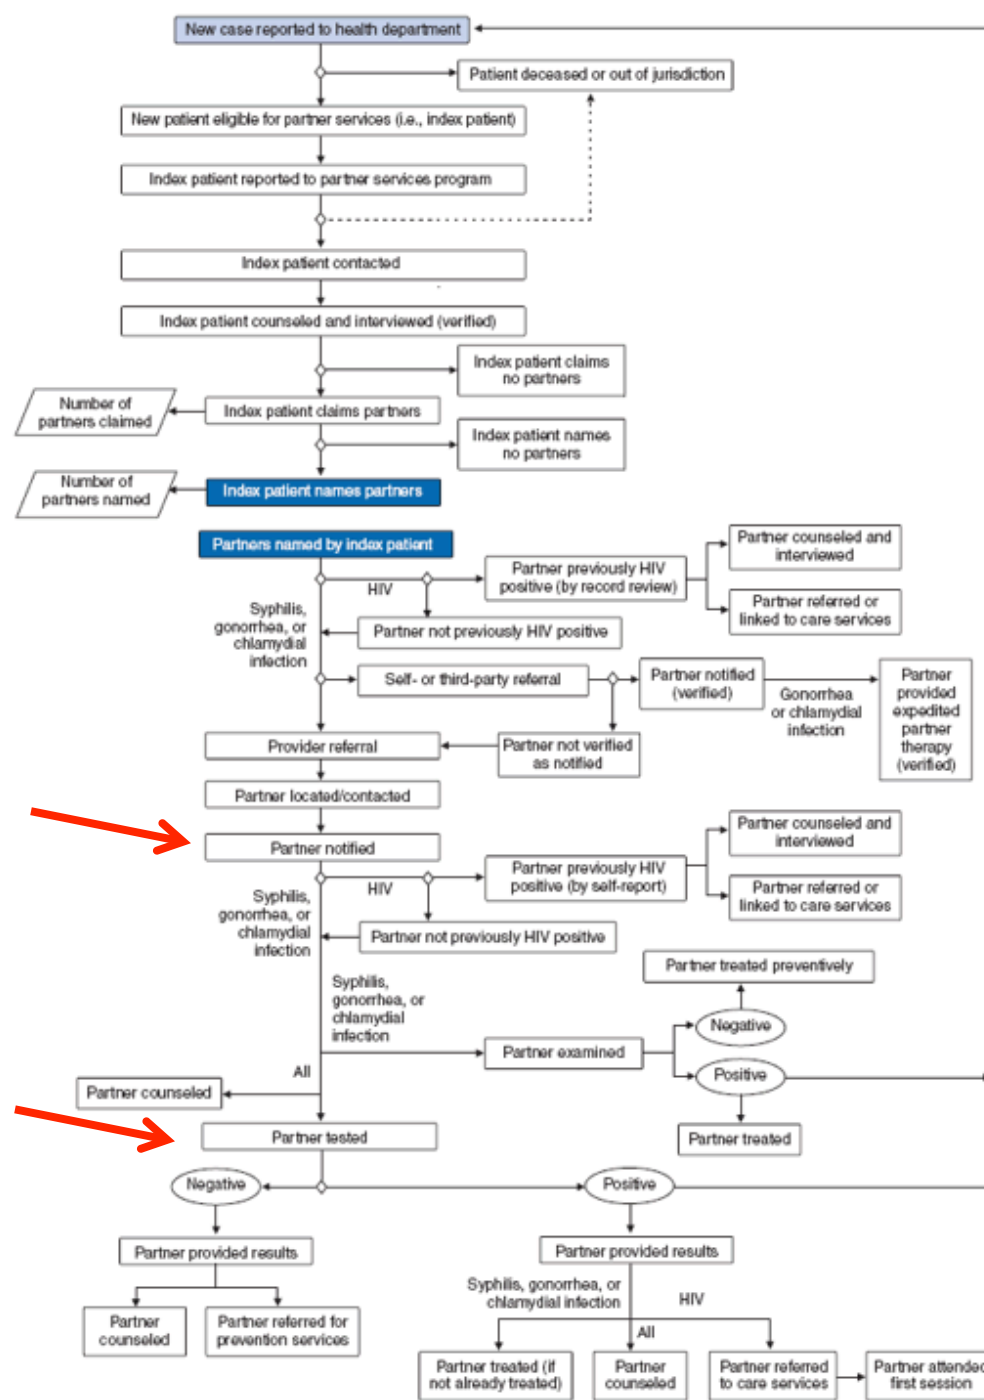 New case reported to health department
Patient deceased or out of jurisdiction
New patient eligible for partner services (i.e., index patient)
Index patient reported to partner services program
Index patient contacted
Index patient counseled and interviewed (verified)
Index patient claims
no partners
Number of
partners claimed
Index patient claims partners
Index patient names
no partners
Number of
partners named
Index patient names partners
Partners named by index patient
Partner counseled and
interviewed
HIV
Partner previously HIV
positive (by record review)
Partner referred or
linked to care services
Syphilis,
gonorrhea, or
chlamydial
infection
Partner not previously HIV positive
Self- or third-party referral
Partner notified
(verified)
Gonorrhea
or chlamydial
infection
Partner
provided
expedited
partner
therapy
(verified)
Provider referral
Partner not verified
as notified
Partner located/contacted
Partner notified
Partner counseled and
interviewed
HIV
Partner previously HIV
positive (by self-report)
Partner referred or
linked to care services
Syphilis,
gonorrhea, or
chlamydial
infection
Partner not previously HIV positive
Partner treated preventively
Syphilis,
gonorrhea, or
chlamydial
infection
Negative
Partner examined
Positive
All
Partner counseled
Partner treated
Partner tested
Negative
Positive
Partner provided results
Partner provided results
Syphilis, gonorrhea, or
chlamydial infection
HIV
All
Partner
counseled
Partner referred for
prevention services
Partner treated (if
not already treated)
Partner
counseled
Partner referred
to care services
Partner attended
first session